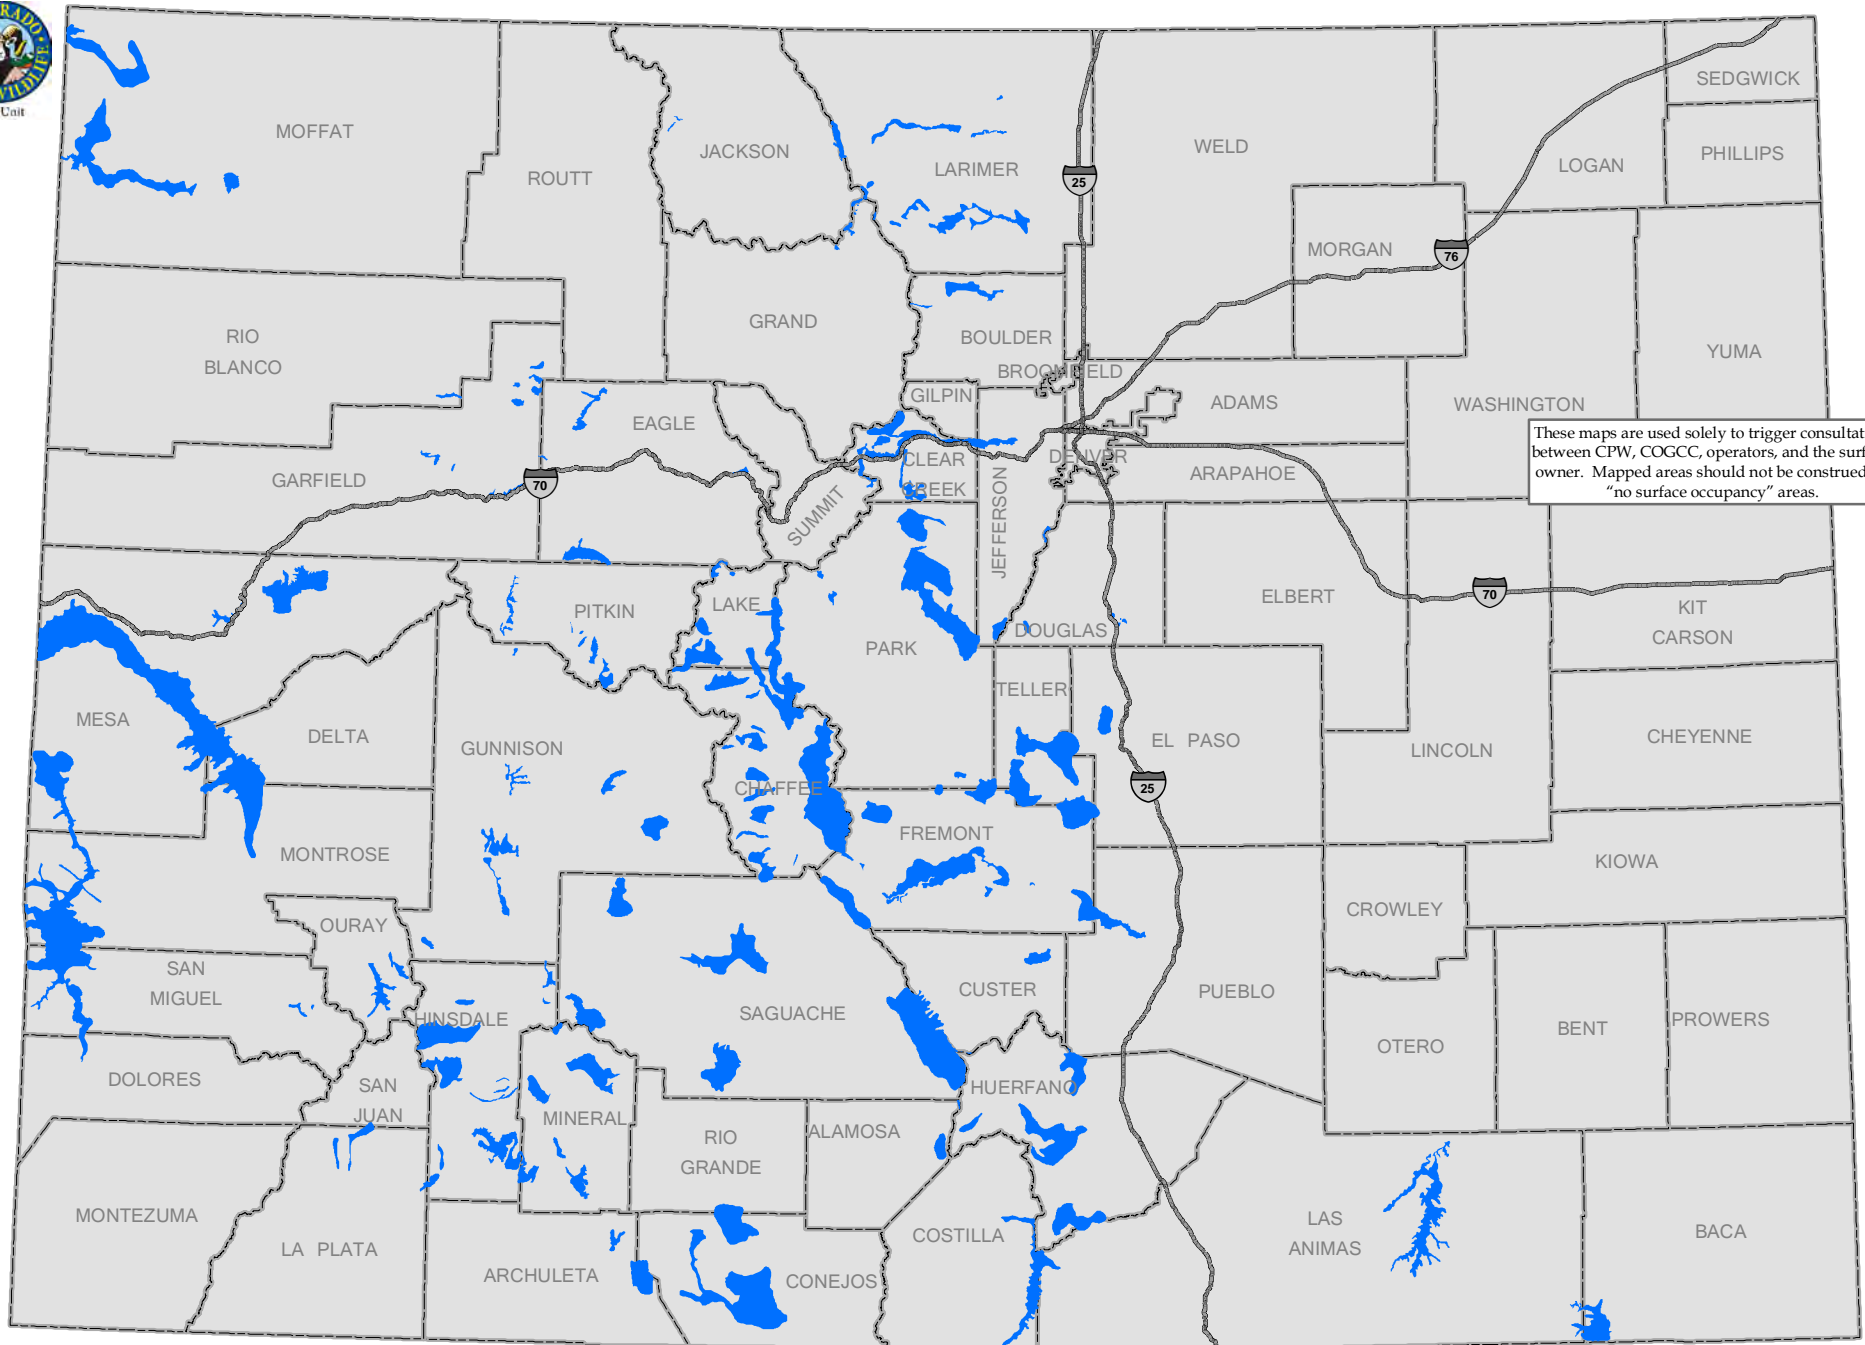 RADO
WILDLIFE
Unit
SEDGWICK
MOFFAT
JACKSON
LARIMER
WELD
LOGAN
PHILLIPS
ROUTT
25
MORGAN
76
GRAND
BOULDER
RIO
BLANCO
YUMA
BROOMFIELD
GILPIN
ADAMS
WASHINGTON
EAGLE
These maps are used solely to trigger consultat
between CPW, COGCC, operators, and the surf
owner. Mapped areas should not be construed
“no surface occupancy” areas.
CLEAR
CREEK
DENVER
ARAPAHOE
GARFIELD
70
SUMMIT
JEFFERSON
PITKIN
LAKE
ELBERT
70
KIT
CARSON
DOUGLAS
PARK
TELLER
MESA
DELTA
GUNNISON
EL PASO
LINCOLN
CHEYENNE
CHAFFEE
25
FREMONT
MONTROSE
KIOWA
OURAY
CROWLEY
SAN
MIGUEL
CUSTER
PUEBLO
HINSDALE
SAGUACHE
BENT
PROWERS
OTERO
DOLORES
SAN
JUAN
HUERFANO
MINERAL
RIO
GRANDE
ALAMOSA
MONTEZUMA
LA PLATA
COSTILLA
LAS
ANIMAS
BACA
ARCHULETA
CONEJOS